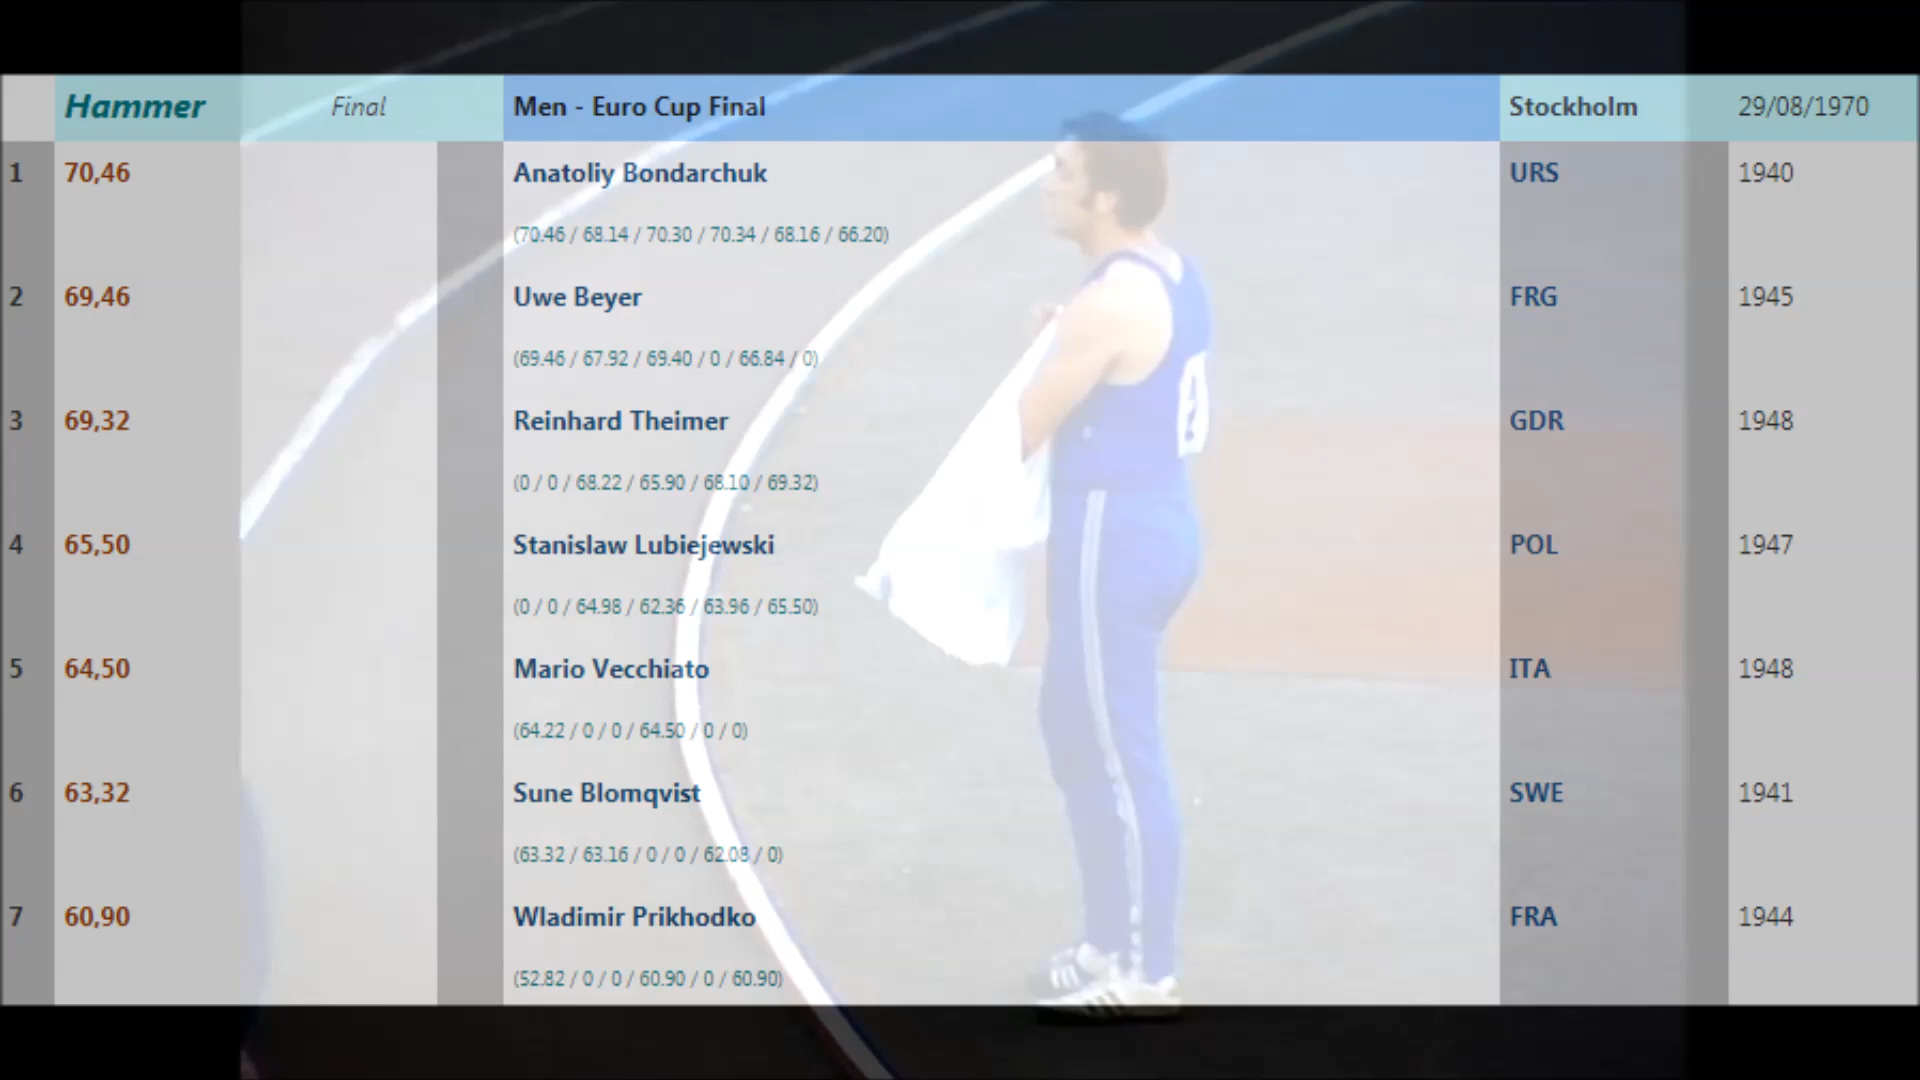 Hammer Final Men - Euro Cup Final Stockholm 29/08/1970
1 70,46 Anatoliy Bondarchuk URS 1940
(70.46 / 68.14 / 70.30 / 70.34 / 68.16 / 66.20)
2 69,46 Uwe Beyer FRG 1945
(69.46 / 67.92 / 69.40 / 0 / 66.84 / 0)
3 69,32 Reinhard Theimer GDR 1948
(0 / 0 / 68.22 / 65.90 / 68.10 / 69.32)
4 65,50 Stanislaw Lubiejewski POL 1947
(0 / 0 / 64.98 / 62.36 / 63.96 / 65.50)
5 64,50 Mario Vecchiato ITA 1948
(64.22 / 0 / 0 / 64.50 / 0 / 0)
6 63,32 Sune Blomqvist SWE 1941
(63.32 / 63.16 / 0 / 0 / 62.08 / 0)
7 60,90 Wladimir Prikhodko FRA 1944
(52.82 / 0 / 0 / 60.90 / 0 / 60.90)